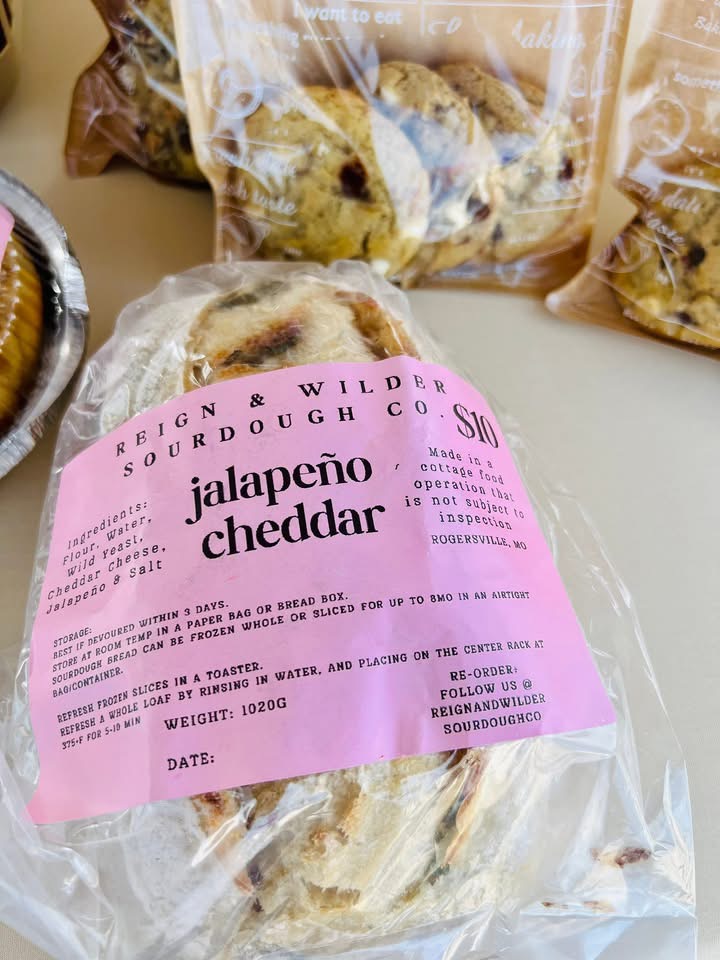 I want to eat
something
baking
taste
REIGN & WILDER
SOURDOUGH CO.
$10
jalapeño
cheddar
Ingredients:
Flour, Water,
Wild Yeast,
Cheddar Cheese,
Jalapeño & Salt
Made in a
cottage food
operation that
is not subject to
inspection
ROGERSVILLE, MO
STORAGE:
BEST IF DEVOURED WITHIN 3 DAYS.
STORE AT ROOM TEMP IN A PAPER BAG OR BREAD BOX.
SOURDOUGH BREAD CAN BE FROZEN WHOLE OR SLICED FOR UP TO 8MO IN AN AIRTIGHT
BAG/CONTAINER.
REFRESH FROZEN SLICES IN A TOASTER.
REFRESH A WHOLE LOAF BY RINSING IN WATER, AND PLACING ON THE CENTER RACK AT
375°F FOR 5-10 MIN
WEIGHT: 1020G
DATE:
RE-ORDER:
FOLLOW US @
REIGNANDWILDER
SOURDOUGHCO